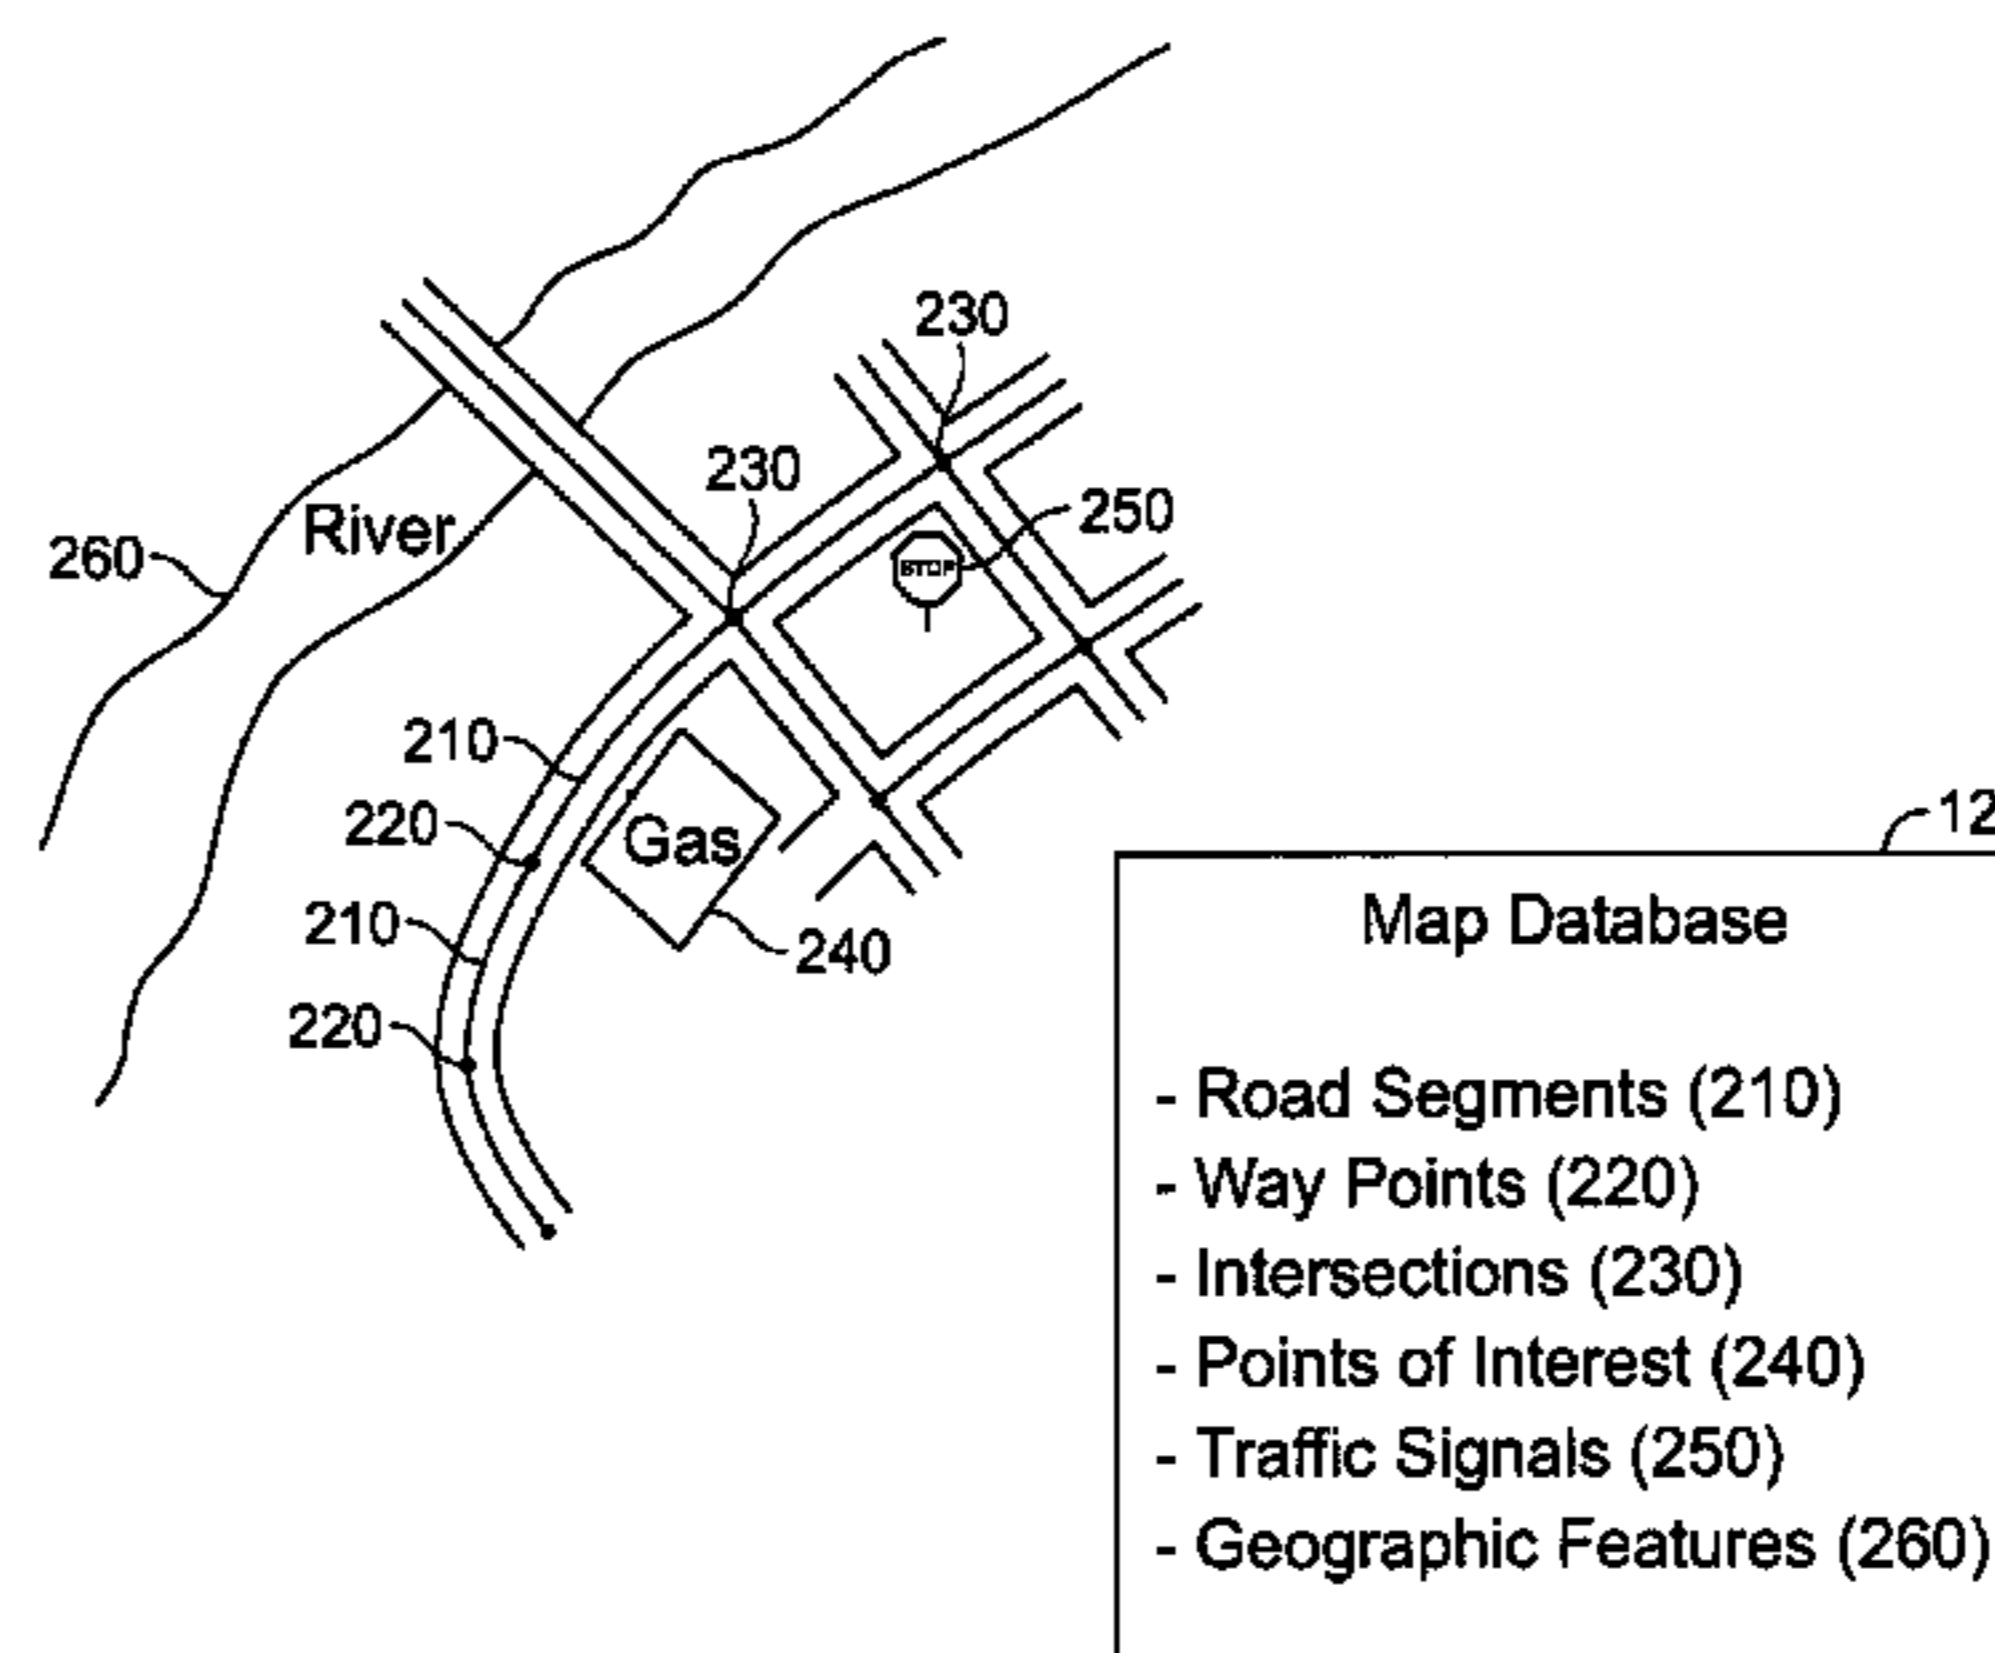 230
230
250
STOP
River
260
210
220
Gas
210
240
220
12
Map Database
- Road Segments (210)
- Way Points (220)
- Intersections (230)
- Points of Interest (240)
- Traffic Signals (250)
- Geographic Features (260)